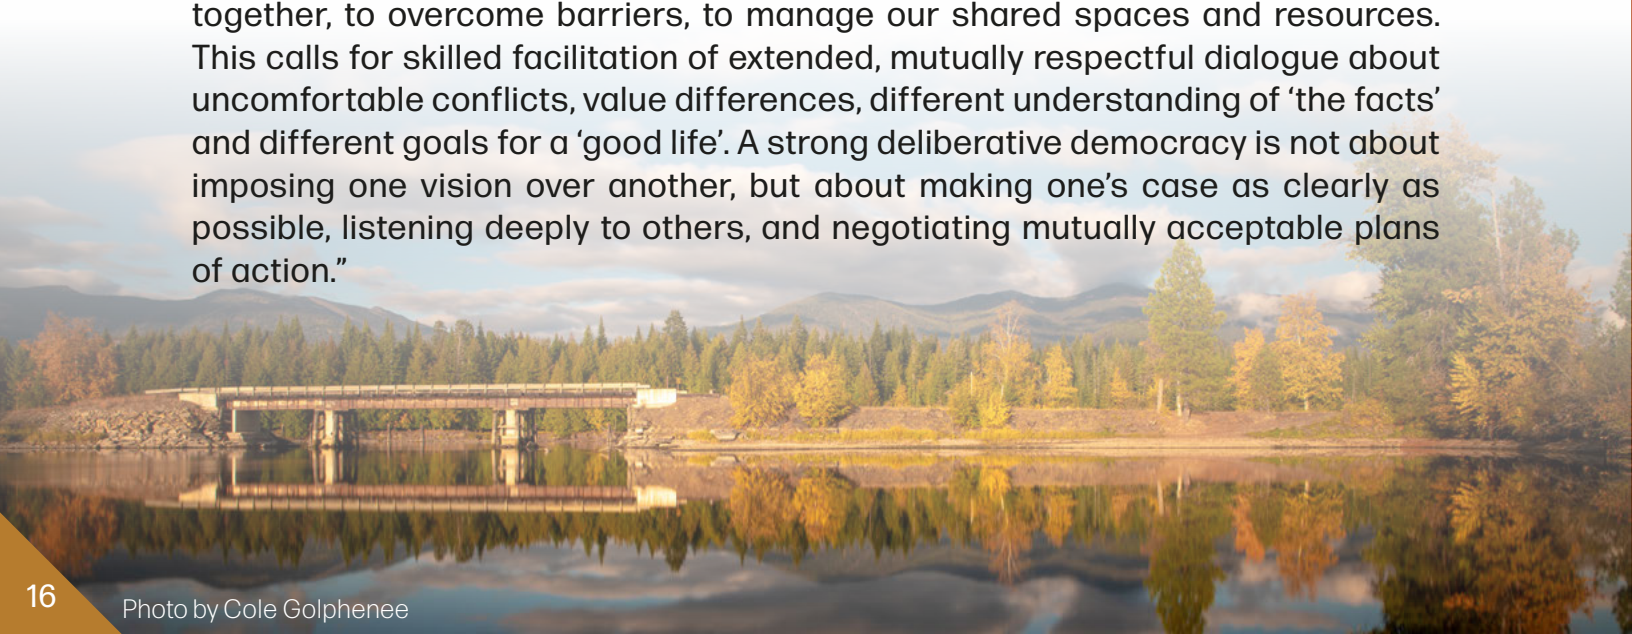 together, to overcome barriers, to manage our shared spaces and resources.
This calls for skilled facilitation of extended, mutually respectful dialogue about
uncomfortable conflicts, value differences, different understanding of ‘the facts’
and different goals for a ‘good life’. A strong deliberative democracy is not about
imposing one vision over another, but about making one’s case as clearly as
possible, listening deeply to others, and negotiating mutually acceptable plans
of action.”
16
Photo by Cole Golphenee